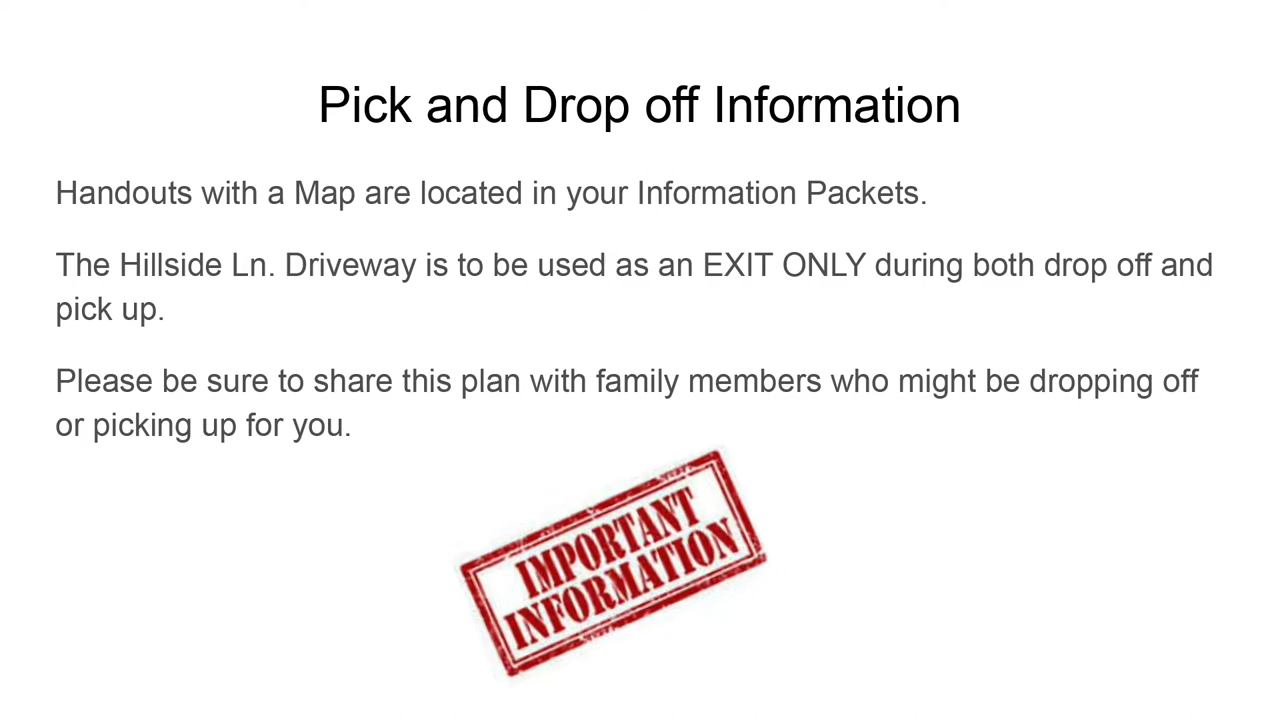 Pick and Drop off Information
Handouts with a Map are located in your Information Packets.
The Hillside Ln. Driveway is to be used as an EXIT ONLY during both drop off and
pick up.
Please be sure to share this plan with family members who might be dropping off
or picking up for you.
IMPORTANT
INFORMATION